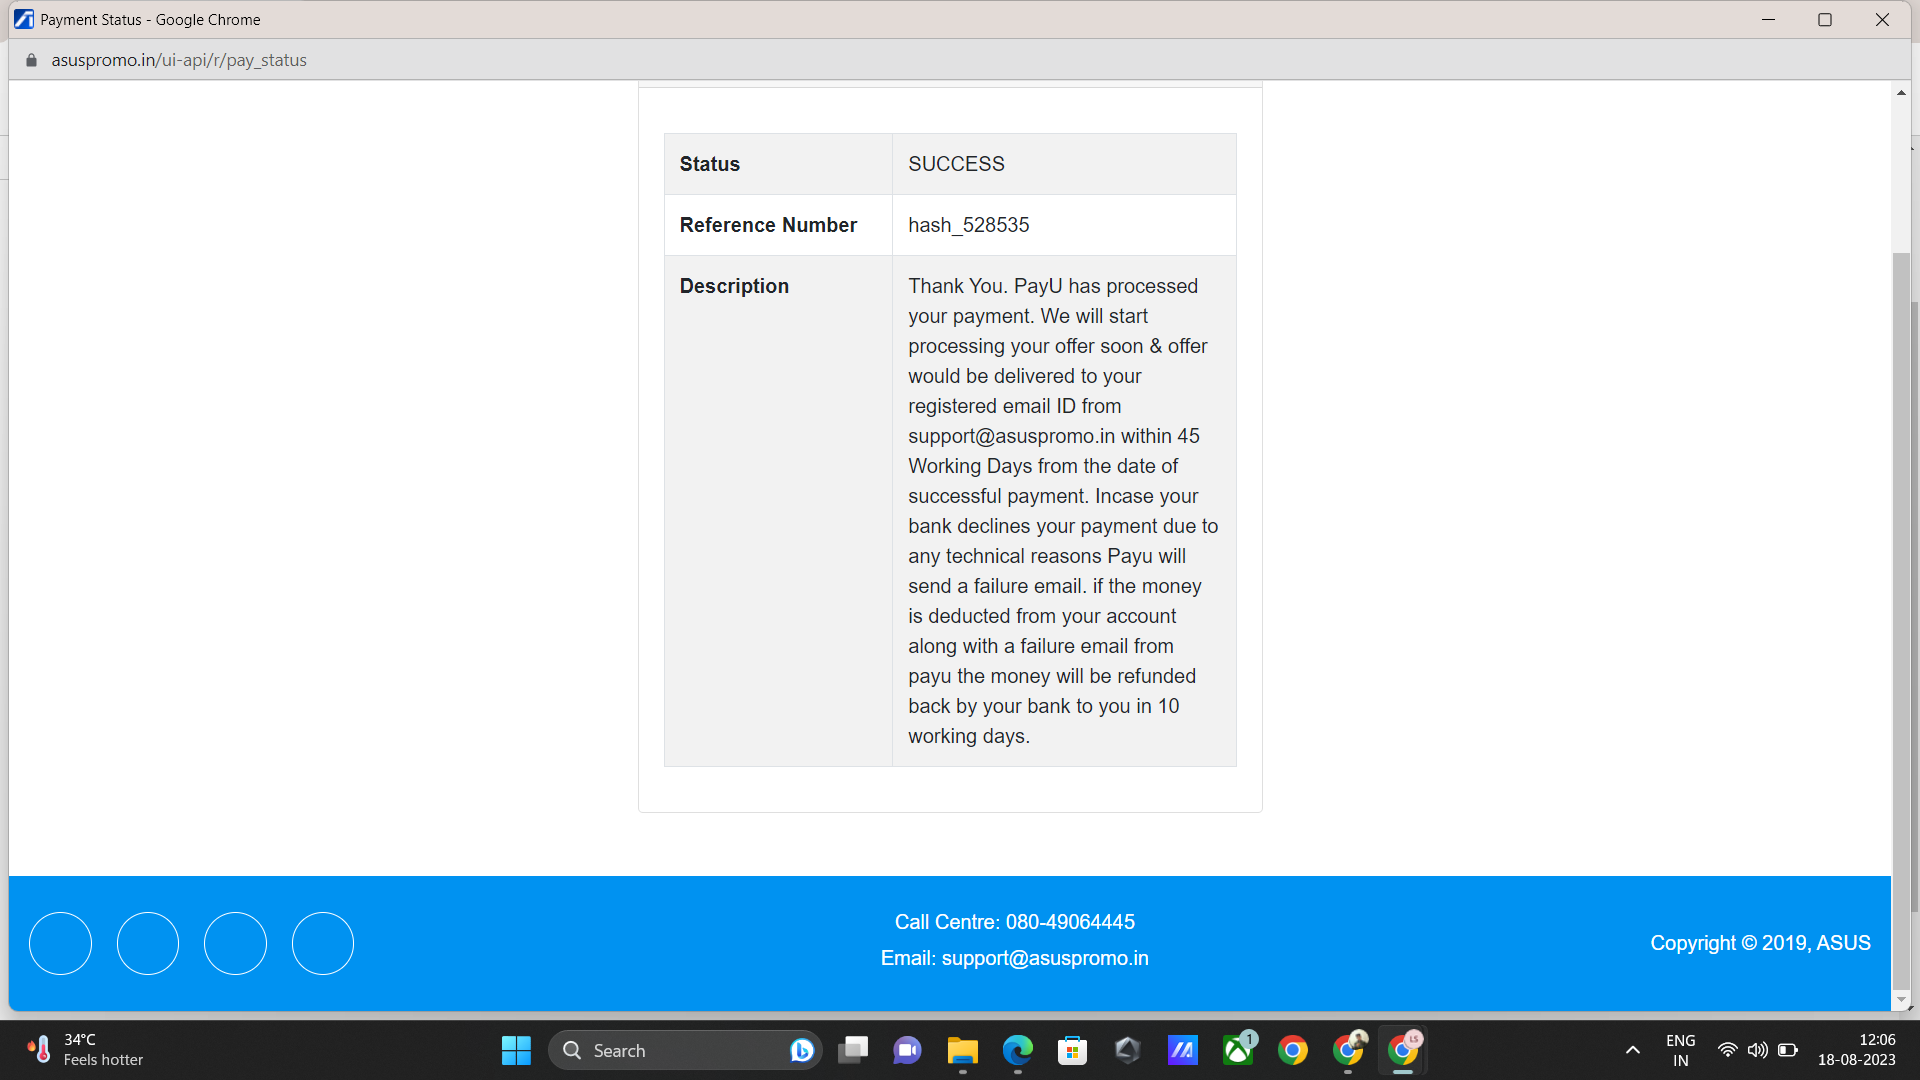 Payment Status - Google Chrome
asuspromo.in/ui-api/r/pay_status
Status SUCCESS
Reference Number hash_528535
Description Thank You. PayU has processed
your payment. We will start
processing your offer soon & offer
would be delivered to your
registered email ID from
support@asuspromo.in within 45
Working Days from the date of
successful payment. Incase your
bank declines your payment due to
any technical reasons Payu will
send a failure email. if the money
is deducted from your account
along with a failure email from
payu the money will be refunded
back by your bank to you in 10
working days.
Call Centre: 080-49064445
Email: support@asuspromo.in
Copyright © 2019, ASUS
34°C
Feels hotter
Search
1
LS
ENG
IN
12:06
18-08-2023